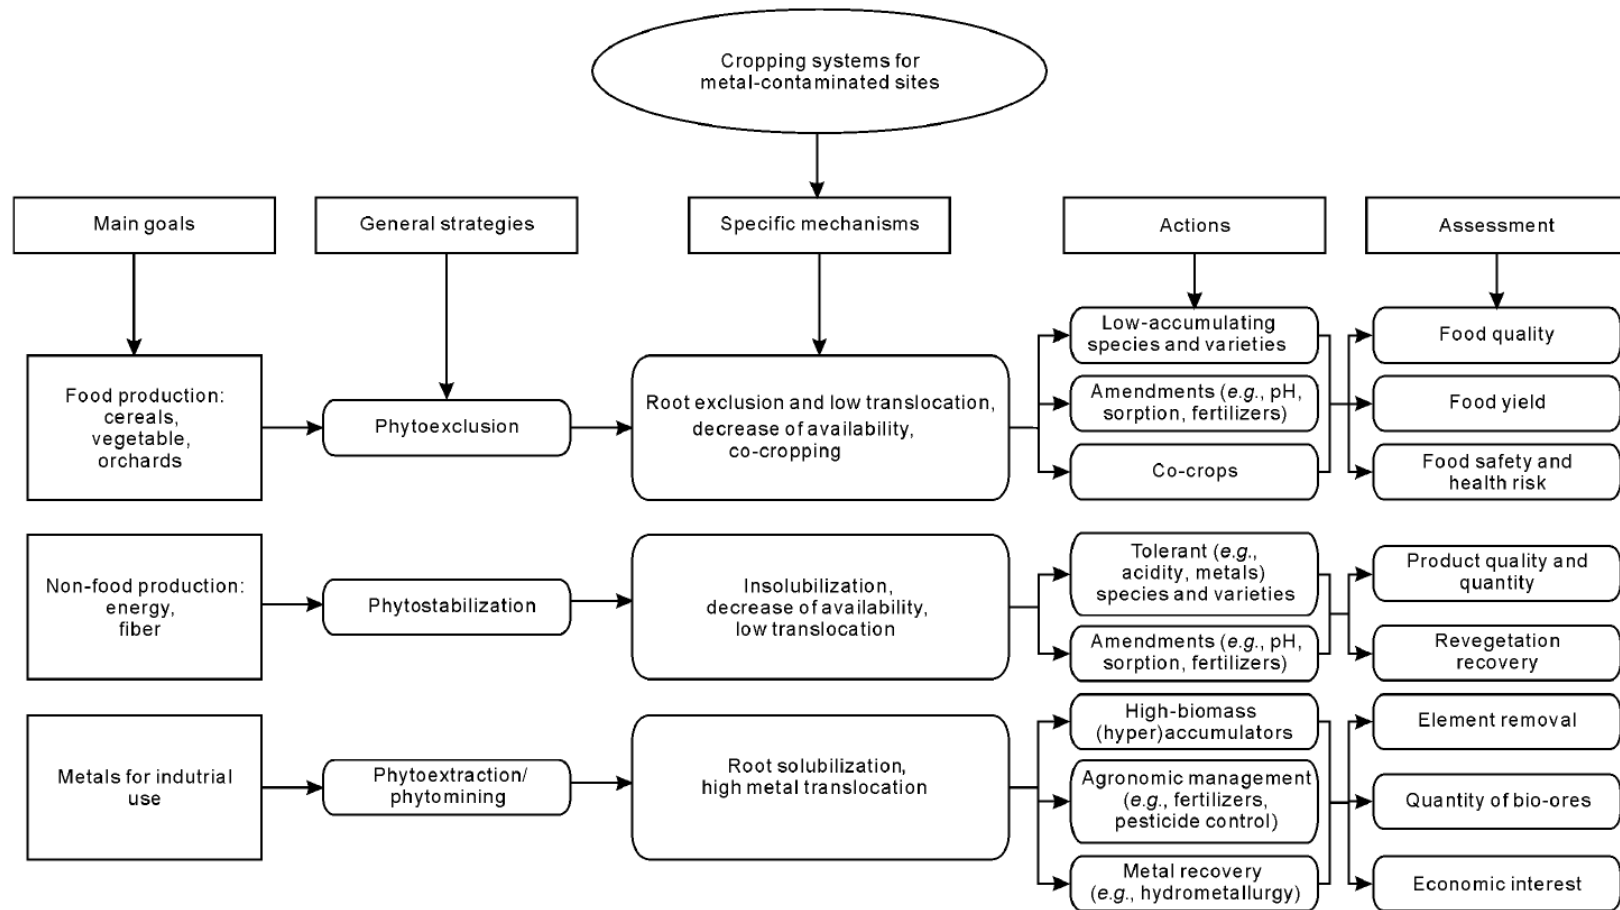 Cropping systems for
metal-contaminated sites
Main goals
General strategies
Specific mechanisms
Actions
Assessment
Food production:
cereals,
vegetable,
orchards
Phytoexclusion
Root exclusion and low translocation,
decrease of availability,
co-cropping
Low-accumulating
species and varieties
Amendments (e.g., pH,
sorption, fertilizers)
Co-crops
Food quality
Food yield
Food safety and
health risk
Non-food production:
energy,
fiber
Phytostabilization
Insolubilization,
decrease of availability,
low translocation
Tolerant (e.g.,
acidity, metals)
species and varieties
Amendments (e.g., pH,
sorption, fertilizers)
Product quality and
quantity
Revegetation
recovery
Metals for indutrial
use
Phytoextraction/
phytomining
Root solubilization,
high metal translocation
High-biomass
(hyper)accumulators
Agronomic management
(e.g., fertilizers,
pesticide control)
Metal recovery
(e.g., hydrometallurgy)
Element removal
Quantity of bio-ores
Economic interest